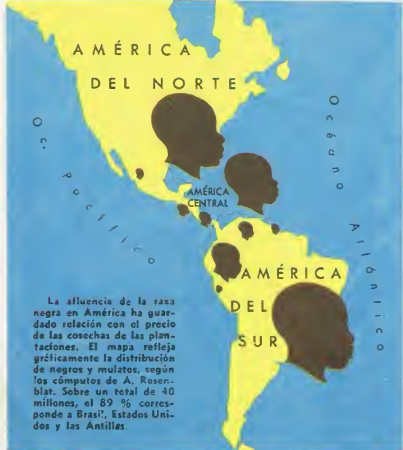 AMÉRICA
DEL NORTE
Oc. Pacífico
Océano Atlántico
AMÉRICA
CENTRAL
AMÉRICA
DEL
SUR
La afluencia de la raza
negra en América ha guar-
dado relación con el precio
de las cosechas de las plan-
taciones. El mapa refleja
gráficamente la distribución
de negros y mulatos, según
los cómputos de A. Rosen-
blat. Sobre un total de 40
millones, el 89 % corres-
ponde a Brasil, Estados Uni-
dos y las Antillas.